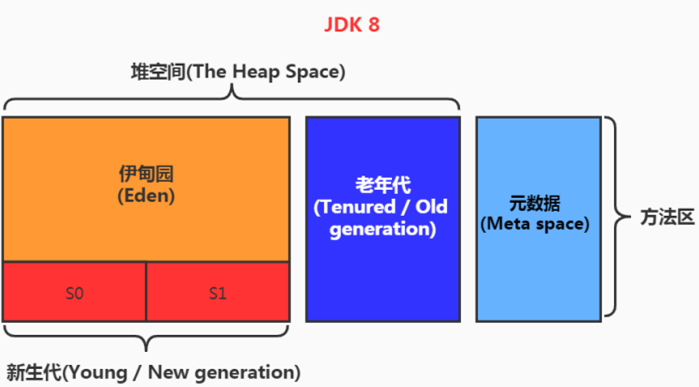 JDK 8
堆空间(The Heap Space)
伊甸园
(Eden)
S0
S1
老年代
(Tenured / Old
generation)
元数据
(Meta space)
方法区
新生代(Young / New generation)